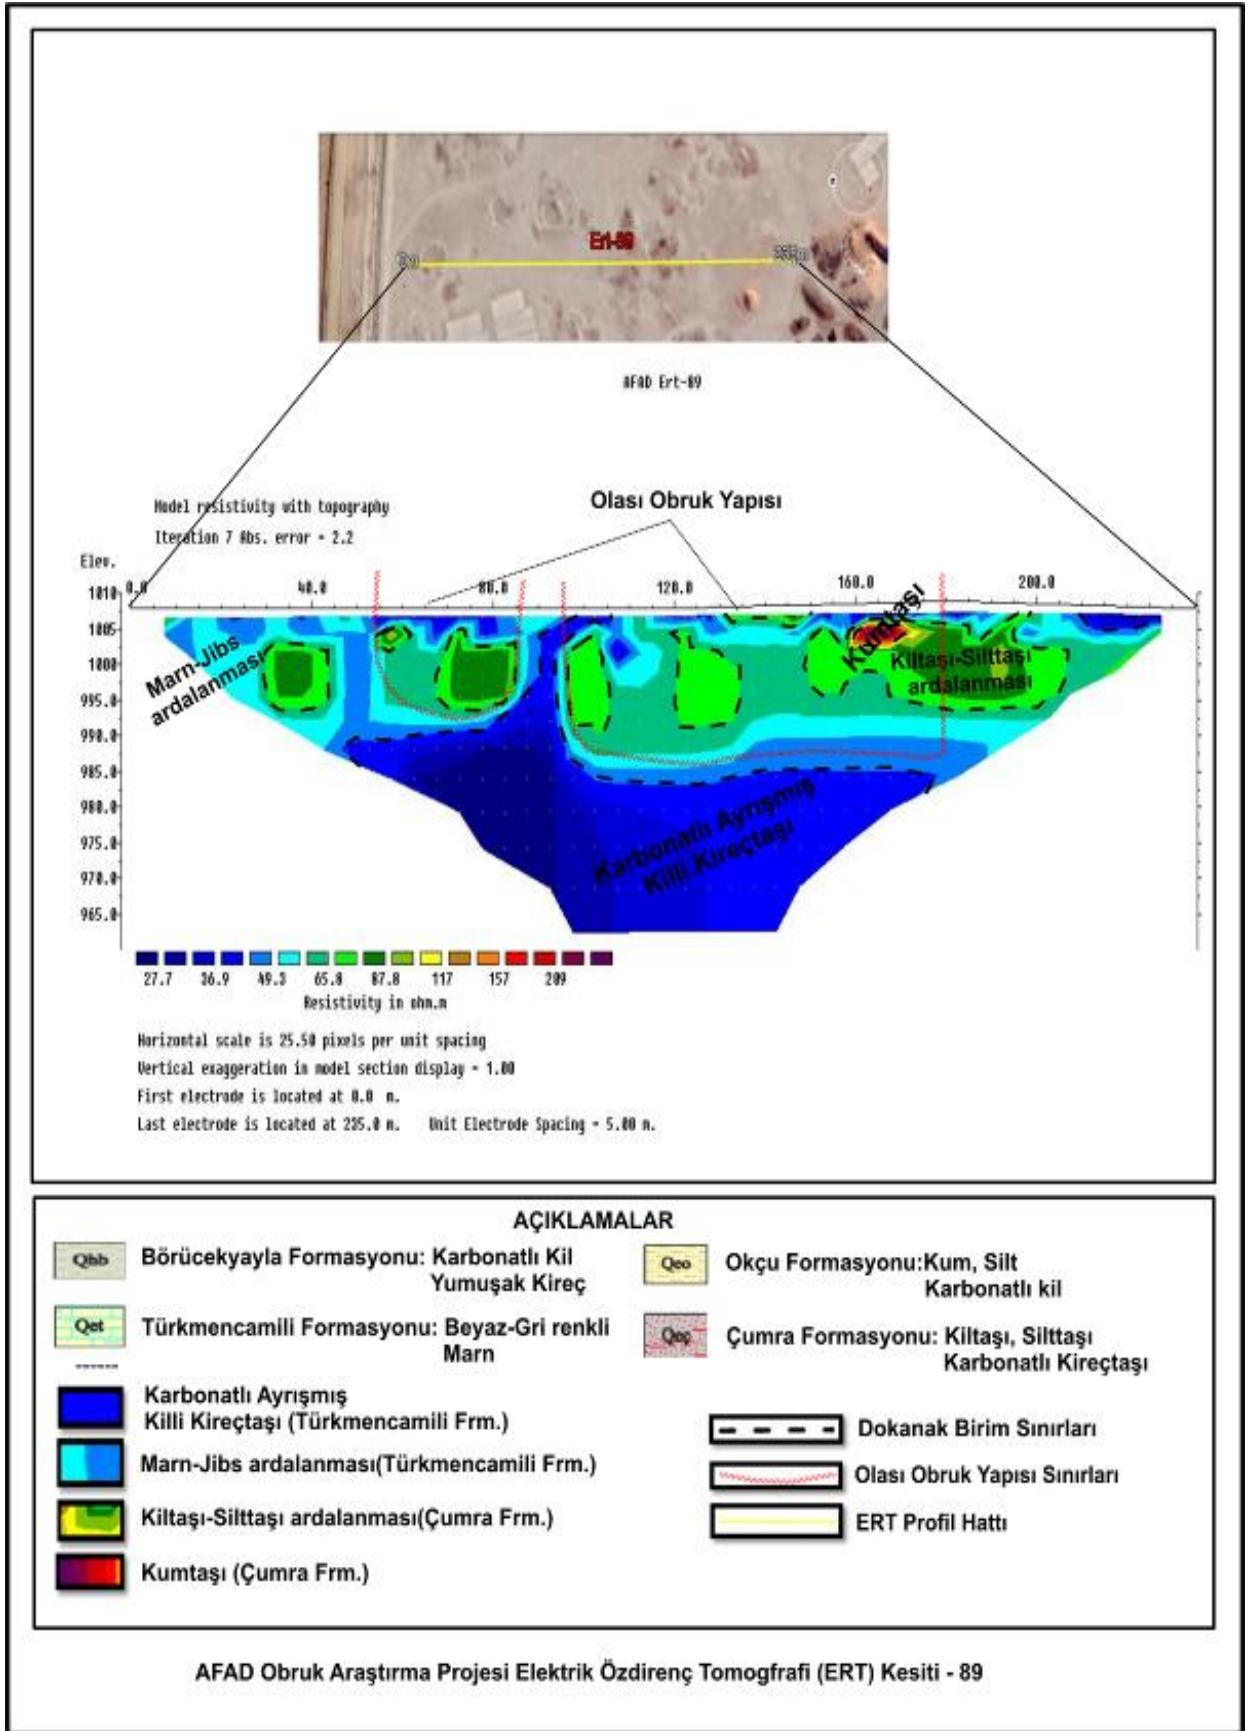 0m
Ert-89
235m
AFAD Ert-89
Model resistivity with topography
Iteration 7 Abs. error = 2.2
Olası Obruk Yapısı
Elev.
0.0 40.0 80.0 120.0 160.0 200.0
1010
1005
1000
995.0
990.0
985.0
980.0
975.0
970.0
965.0
Marn-Jibs
ardalanması
Kumtaşı
Kiltaşı-Silttaşı
ardalanması
Karbonatlı Ayrışmış
Killi Kireçtaşı
27.7 36.9 49.3 65.8 87.8 117 157 209
Resistivity in ohm.m
Horizontal scale is 25.50 pixels per unit spacing
Vertical exaggeration in model section display = 1.00
First electrode is located at 0.0 m.
Last electrode is located at 235.0 m. Unit Electrode Spacing = 5.00 m.
AÇIKLAMALAR
Qhb Börücekyayla Formasyonu: Karbonatlı Kil
Yumuşak Kireç
Qeo Okçu Formasyonu:Kum, Silt
Karbonatlı kil
Qet Türkmencamili Formasyonu: Beyaz-Gri renkli
Marn
Qeç Çumra Formasyonu: Kiltaşı, Silttaşı
Karbonatlı Kireçtaşı
Karbonatlı Ayrışmış
Killi Kireçtaşı (Türkmencamili Frm.)
Marn-Jibs ardalanması(Türkmencamili Frm.)
Kiltaşı-Silttaşı ardalanması(Çumra Frm.)
Kumtaşı (Çumra Frm.)
Dokanak Birim Sınırları
Olası Obruk Yapısı Sınırları
ERT Profil Hattı
AFAD Obruk Araştırma Projesi Elektrik Özdirenç Tomogfrafi (ERT) Kesiti - 89